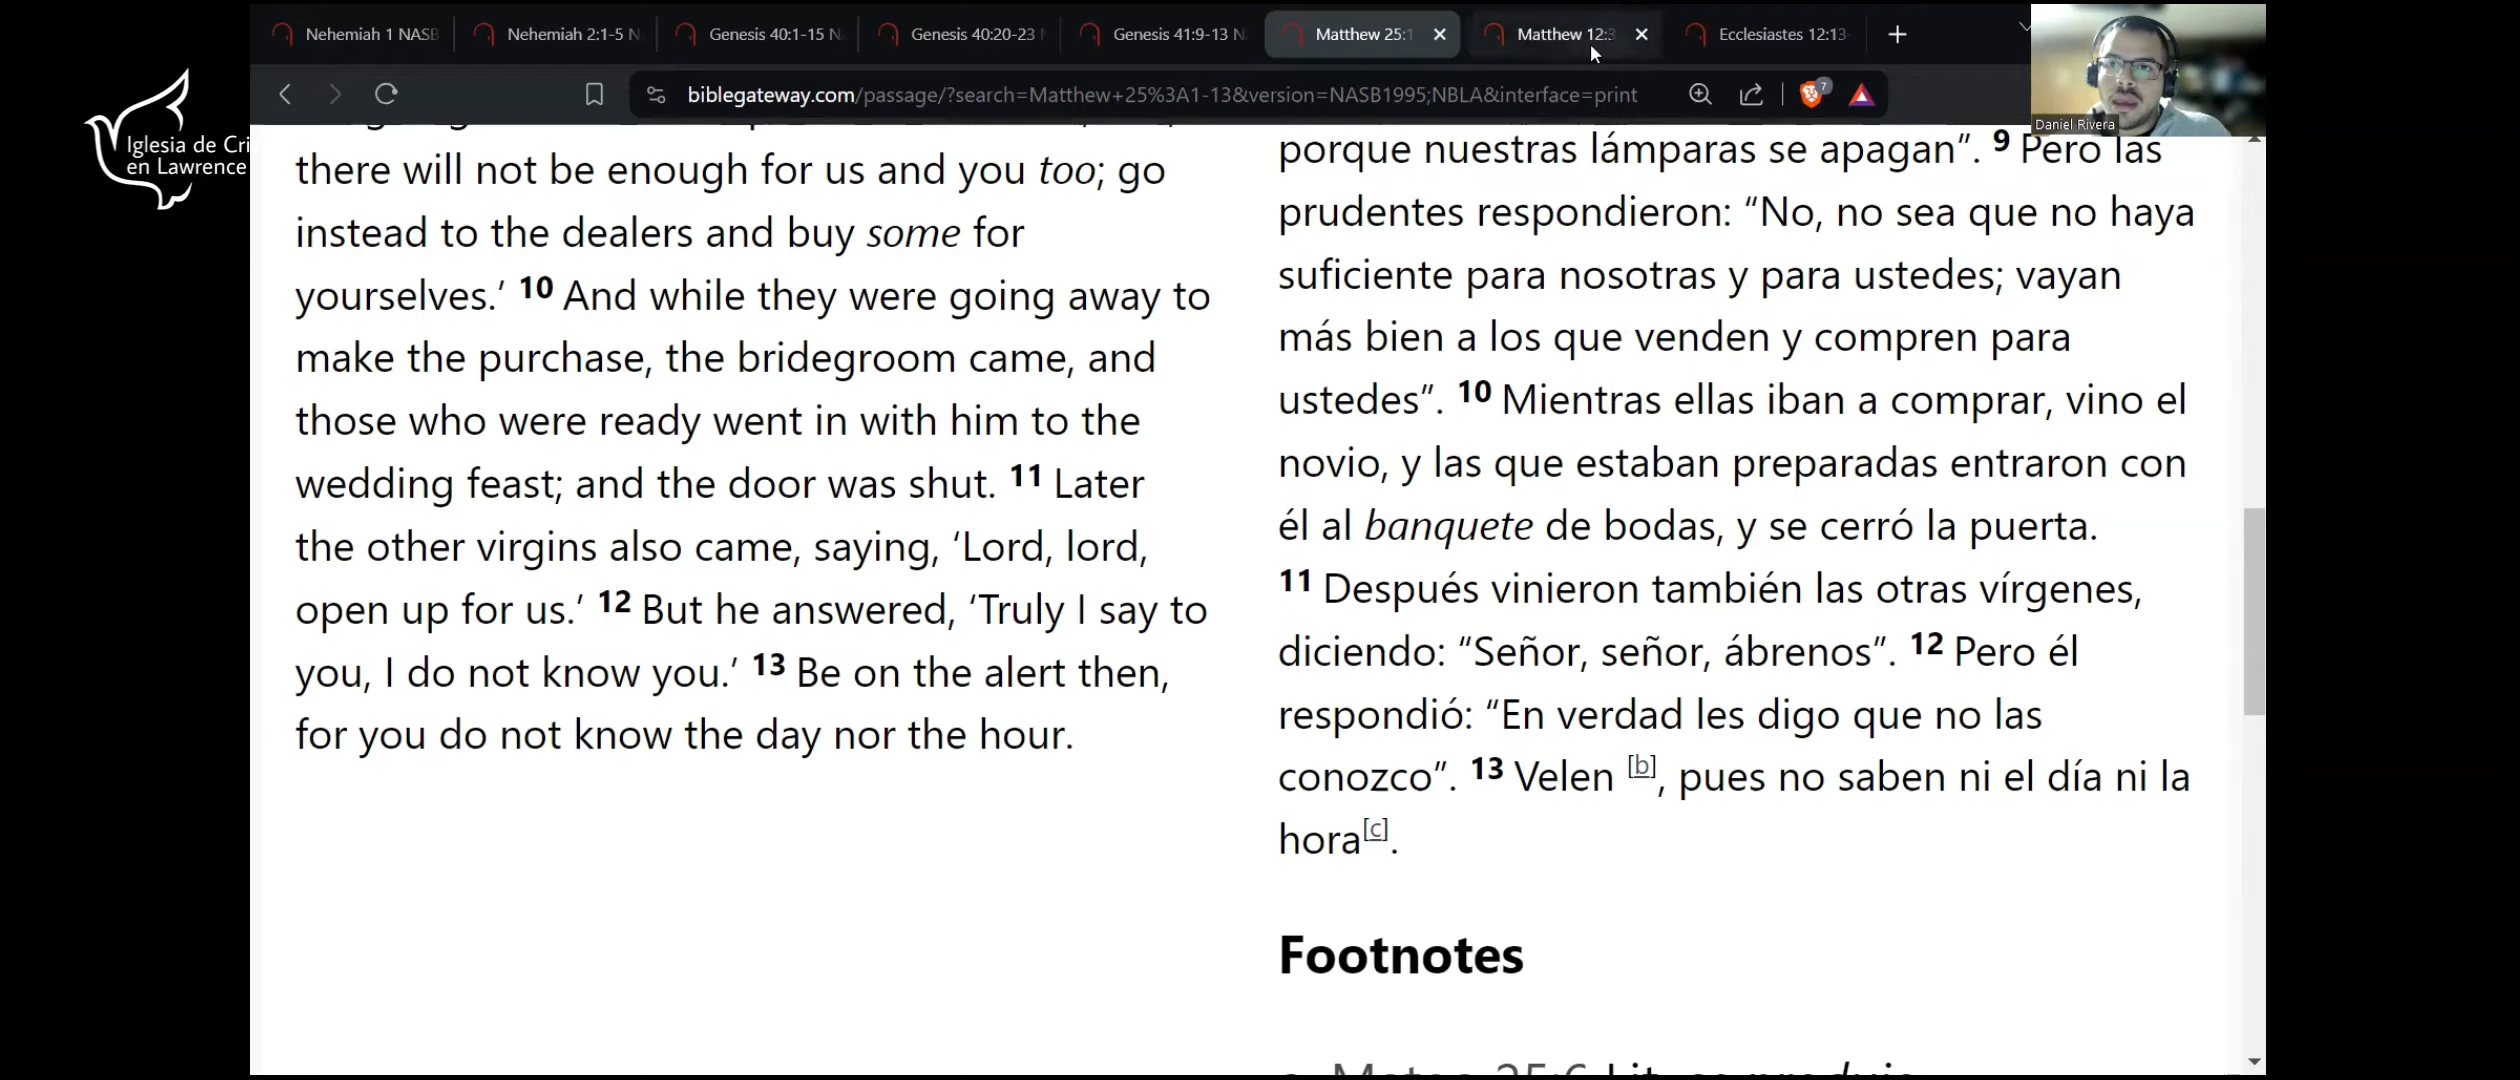 Nehemiah 1 NASB
Nehemiah 2:1-5 N
Genesis 40:1-15 N
Genesis 40:20-23
Genesis 41:9-13 N
Matthew 25:1
Matthew 12:3
Ecclesiastes 12:13-
biblegateway.com/passage/?search=Matthew+25%3A1-13&version=NASB1995;NBLA&interface=print
7
Daniel Rivera
Iglesia de Cri
en Lawrence
there will not be enough for us and you too; go
instead to the dealers and buy some for
yourselves.’ 10 And while they were going away to
make the purchase, the bridegroom came, and
those who were ready went in with him to the
wedding feast; and the door was shut. 11 Later
the other virgins also came, saying, ‘Lord, lord,
open up for us.’ 12 But he answered, ‘Truly I say to
you, I do not know you.’ 13 Be on the alert then,
for you do not know the day nor the hour.
porque nuestras lámparas se apagan”. 9 Pero las
prudentes respondieron: “No, no sea que no haya
suficiente para nosotras y para ustedes; vayan
más bien a los que venden y compren para
ustedes”. 10 Mientras ellas iban a comprar, vino el
novio, y las que estaban preparadas entraron con
él al banquete de bodas, y se cerró la puerta.
11 Después vinieron también las otras vírgenes,
diciendo: “Señor, señor, ábrenos”. 12 Pero él
respondió: “En verdad les digo que no las
conozco”. 13 Velen [b], pues no saben ni el día ni la
hora[c].
Footnotes
Mateo 25:6 Lit. se produjo